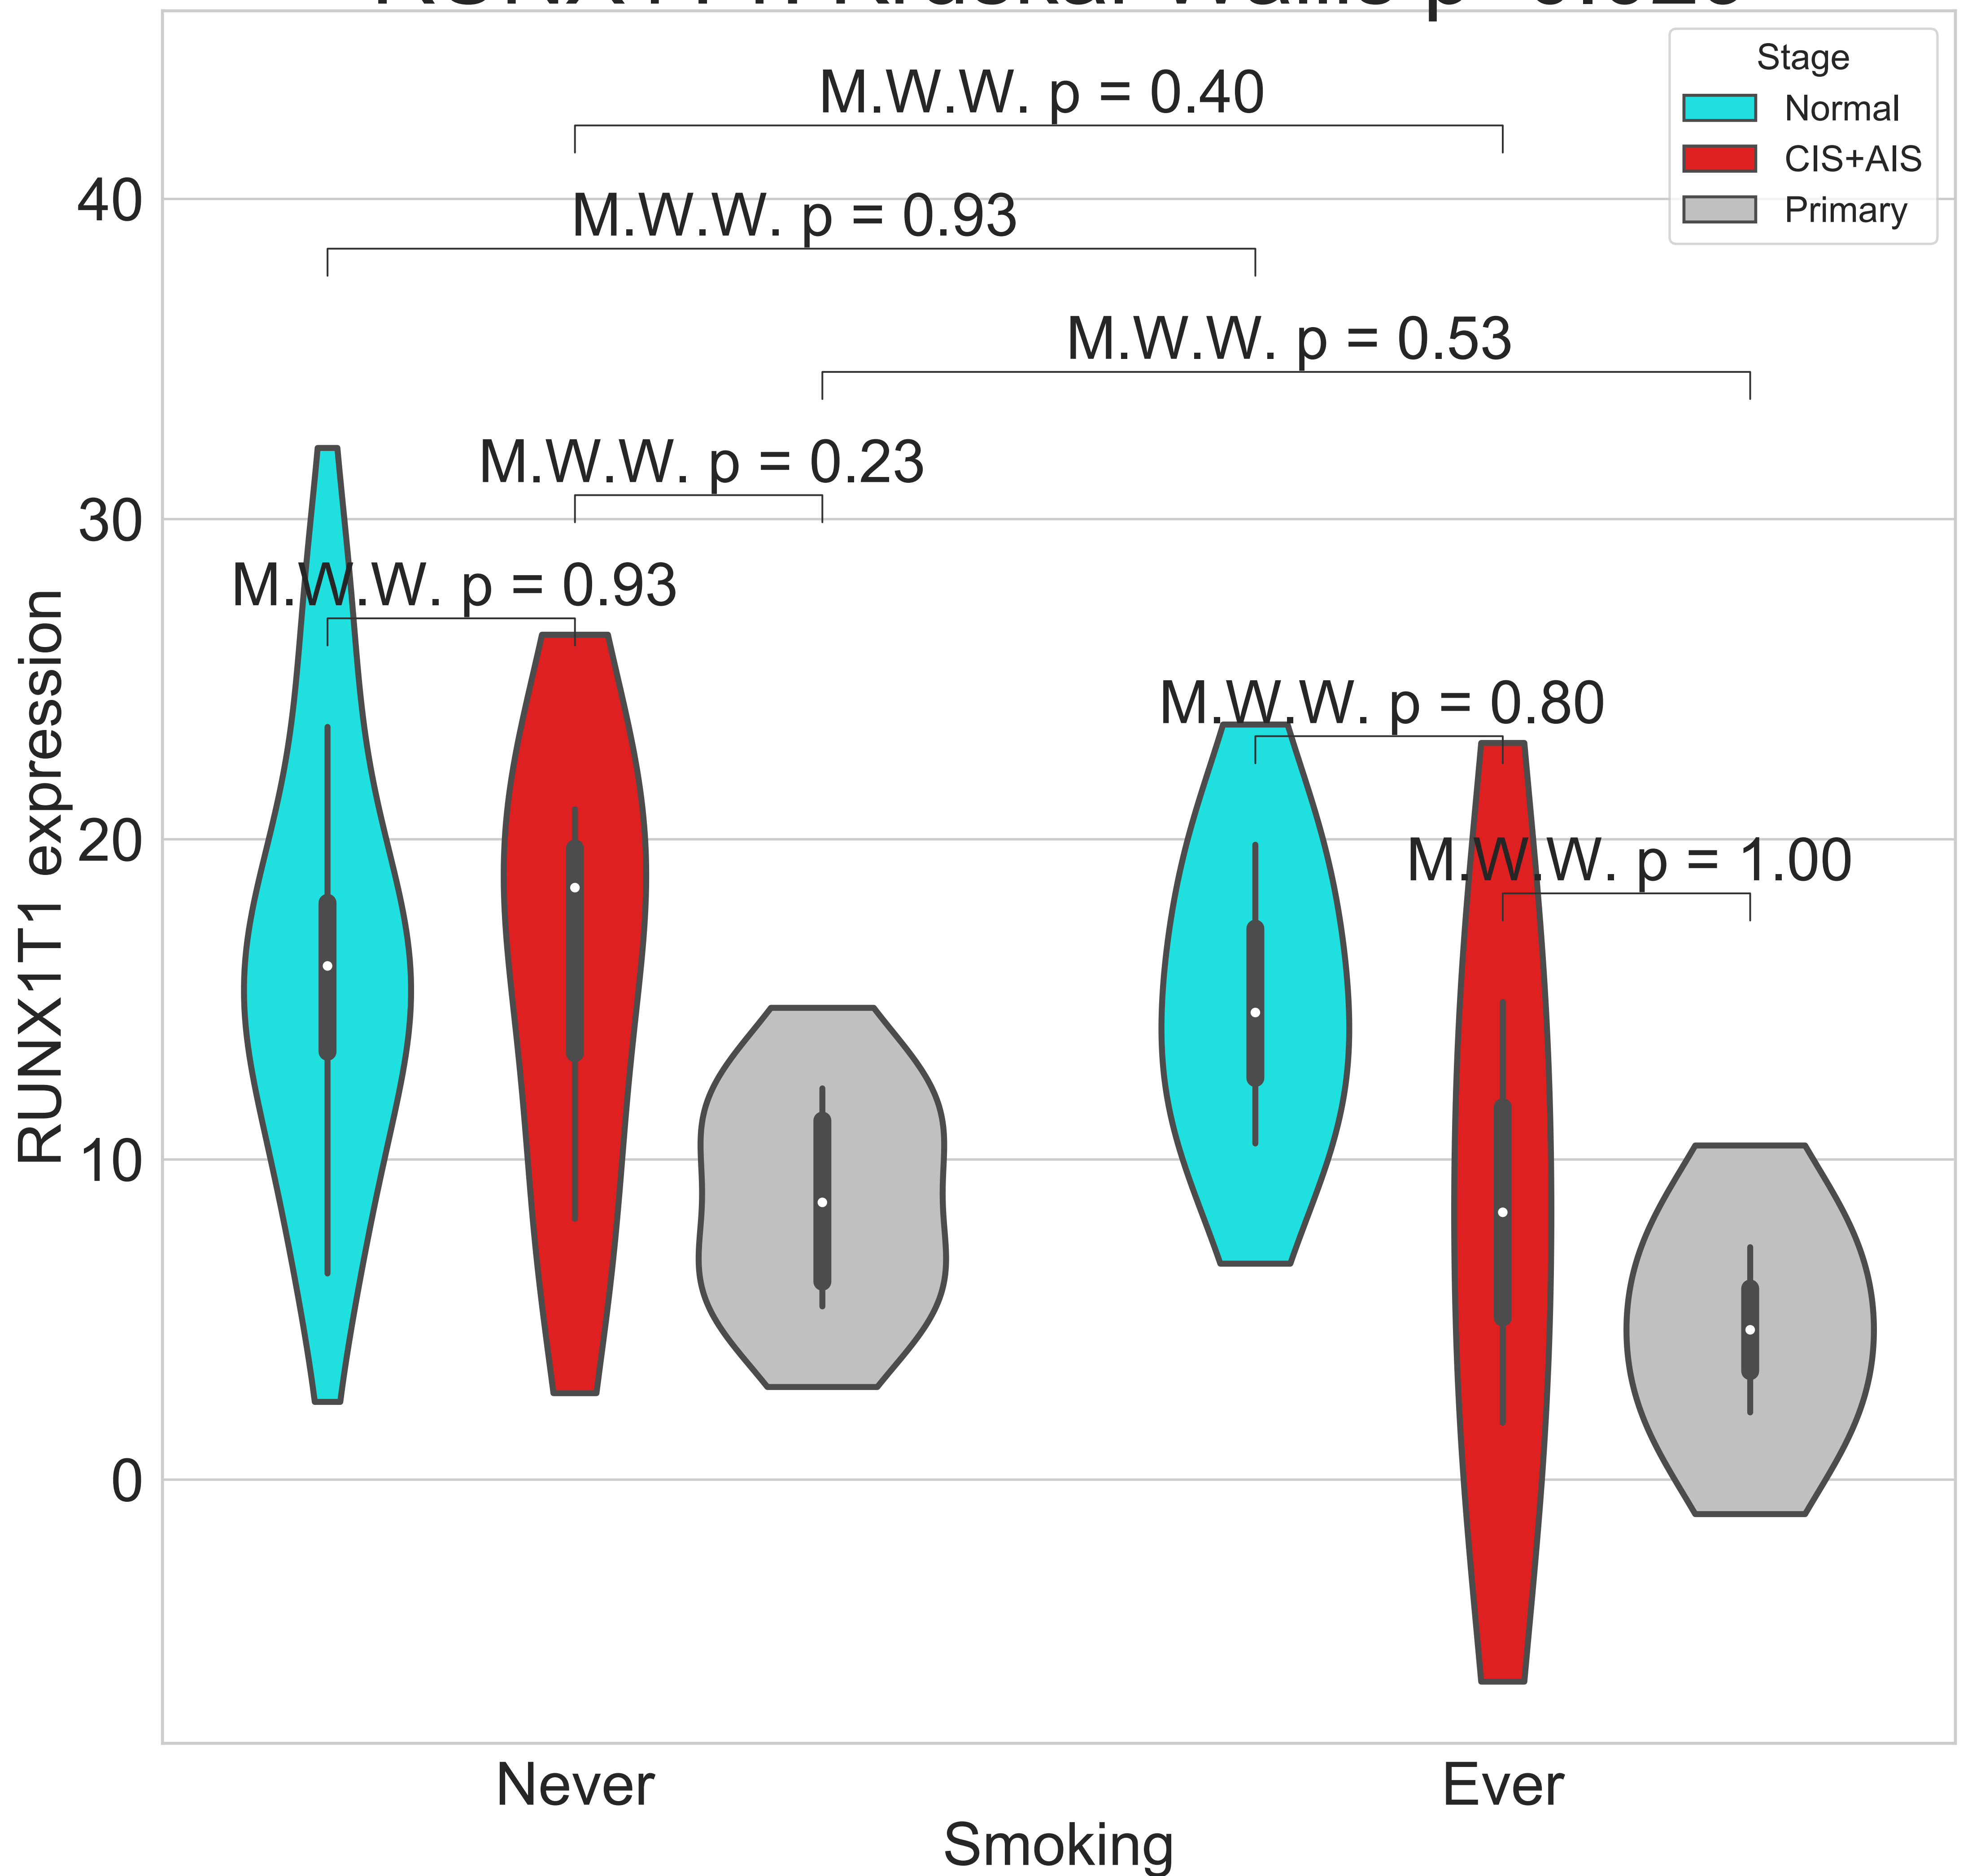 Stage
Normal
CIS+AIS
Primary
M.W.W. p = 0.40
M.W.W. p = 0.93
M.W.W. p = 0.53
M.W.W. p = 0.23
M.W.W. p = 0.93
M.W.W. p = 0.80
M.W.W. p = 1.00
40
30
20
10
0
RUNX1T1 expression
Never
Ever
Smoking